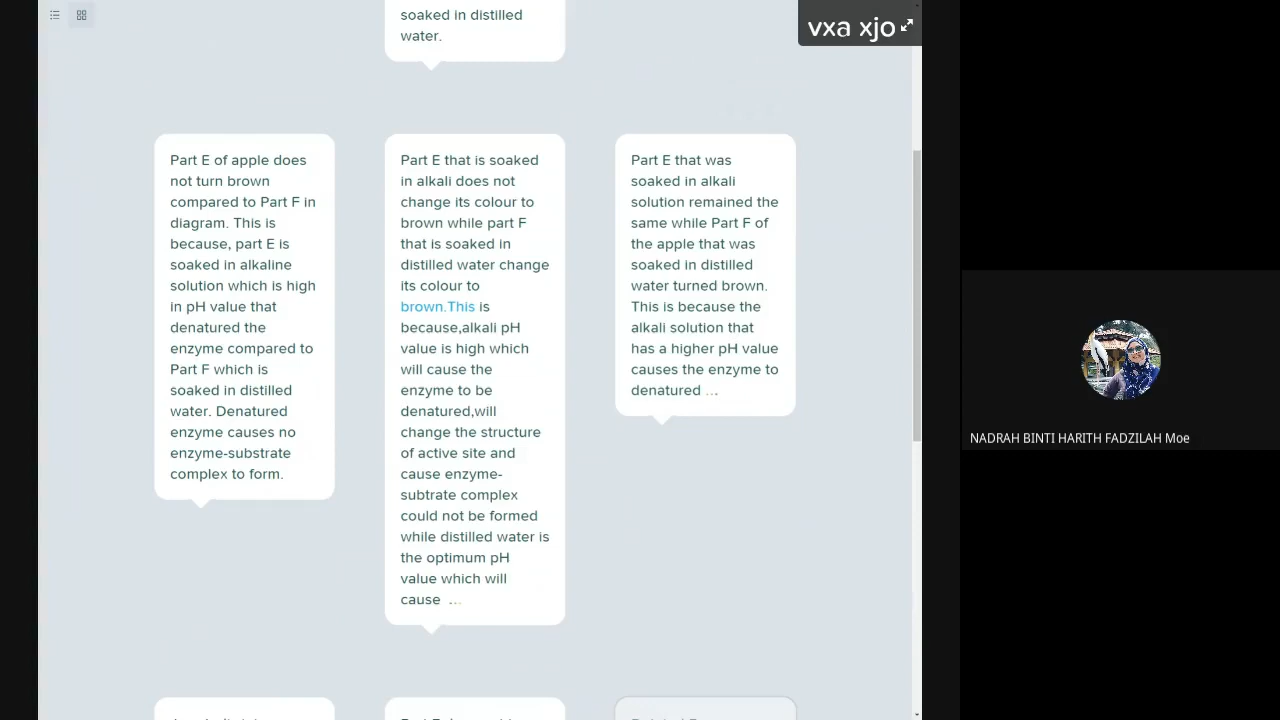 soaked in distilled
water.
vxa xjo
Part E of apple does
not turn brown
compared to Part F in
diagram. This is
because, part E is
soaked in alkaline
solution which is high
in pH value that
denatured the
enzyme compared to
Part F which is
soaked in distilled
water. Denatured
enzyme causes no
enzyme-substrate
complex to form.
Part E that is soaked
in alkali does not
change its colour to
brown while part F
that is soaked in
distilled water change
its colour to
brown.This is
because,alkali pH
value is high which
will cause the
enzyme to be
denatured,will
change the structure
of active site and
cause enzyme-
subtrate complex
could not be formed
while distilled water is
the optimum pH
value which will
cause ...
Part E that was
soaked in alkali
solution remained the
same while Part F of
the apple that was
soaked in distilled
water turned brown.
This is because the
alkali solution that
has a higher pH value
causes the enzyme to
denatured ...
NADRAH BINTI HARITH FADZILAH Moe